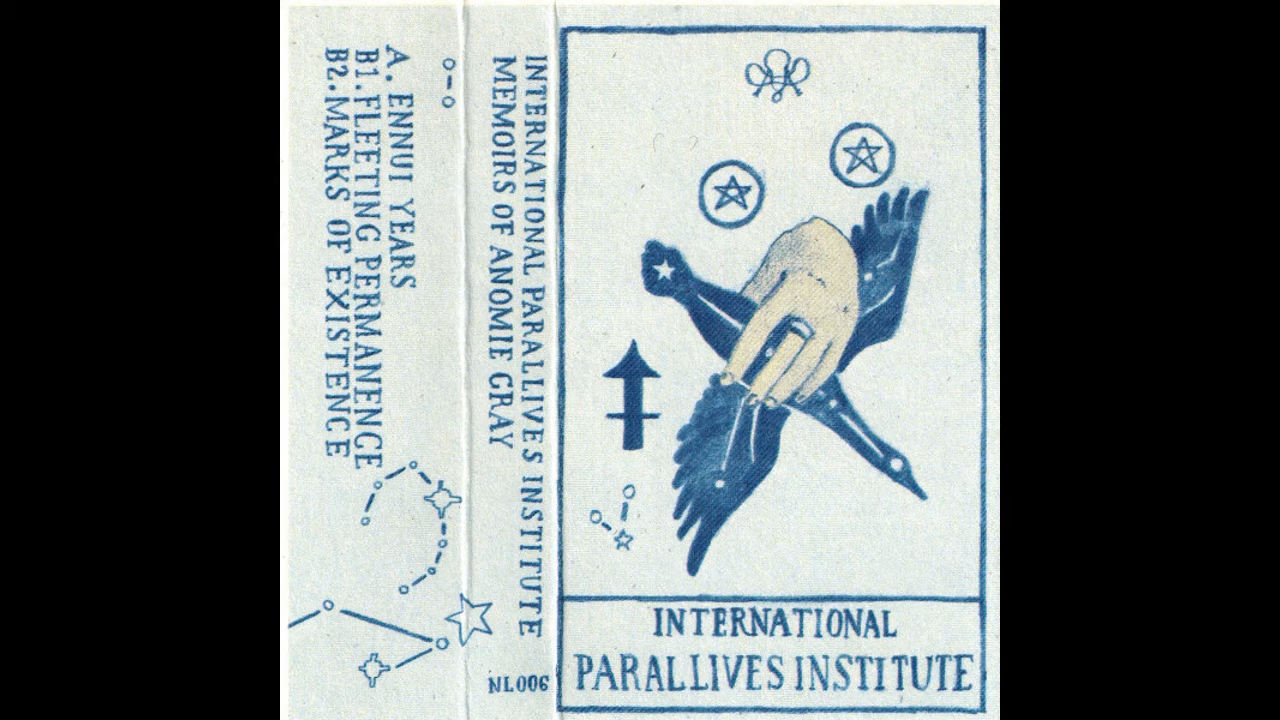 A. ENNUI YEARS
B1. FLEETING PERMANENCE
B2. MARKS OF EXISTENCE
INTERNATIONAL PARALLIVES INSTITUTE
MEMOIRS OF ANOMIE GRAY
NL006
INTERNATIONAL
PARALLIVES INSTITUTE